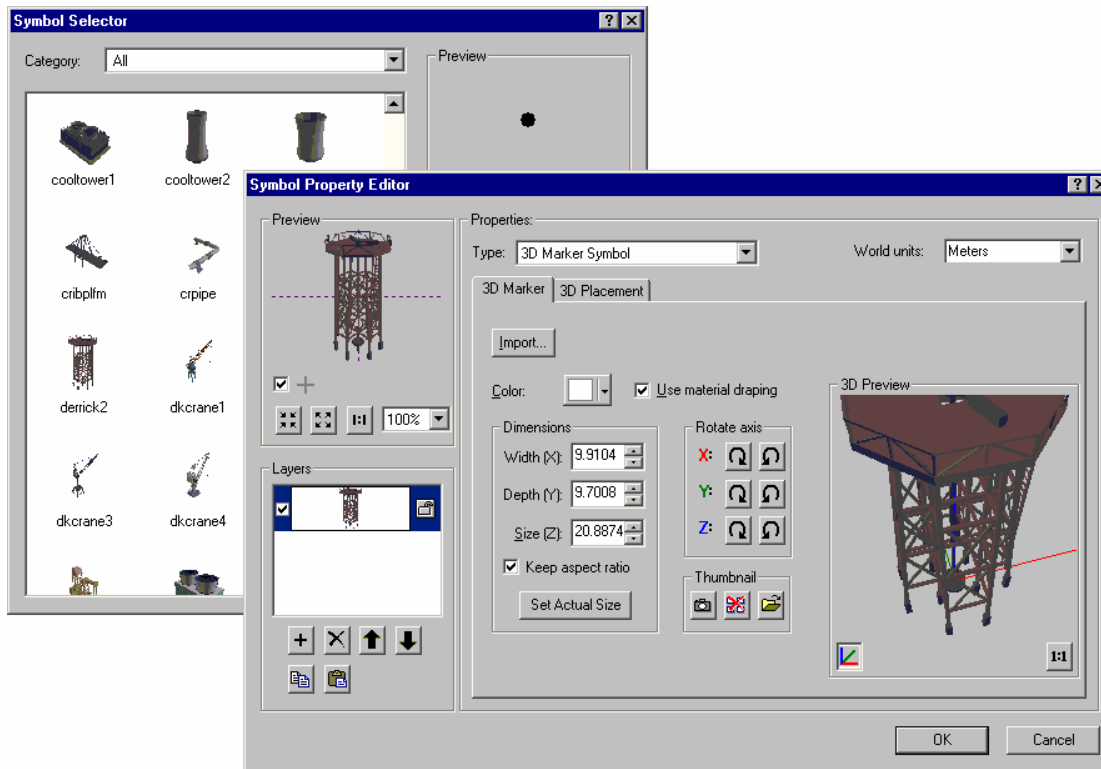 Symbol Selector
Category: All
Preview
cooltower1 cooltower2
cribplfm crpipe
derrick2 dkcrane1
dkcrane3 dkcrane4
Symbol Property Editor
Preview
100%
1:1
Layers
Properties:
Type: 3D Marker Symbol
World units: Meters
3D Marker 3D Placement
Import...
Color: Use material draping
Dimensions
Width (X): 9.9104
Depth (Y): 9.7008
Size (Z): 20.8874
Keep aspect ratio
Set Actual Size
Rotate axis
X:
Y:
Z:
Thumbnail
3D Preview
1:1
OK Cancel